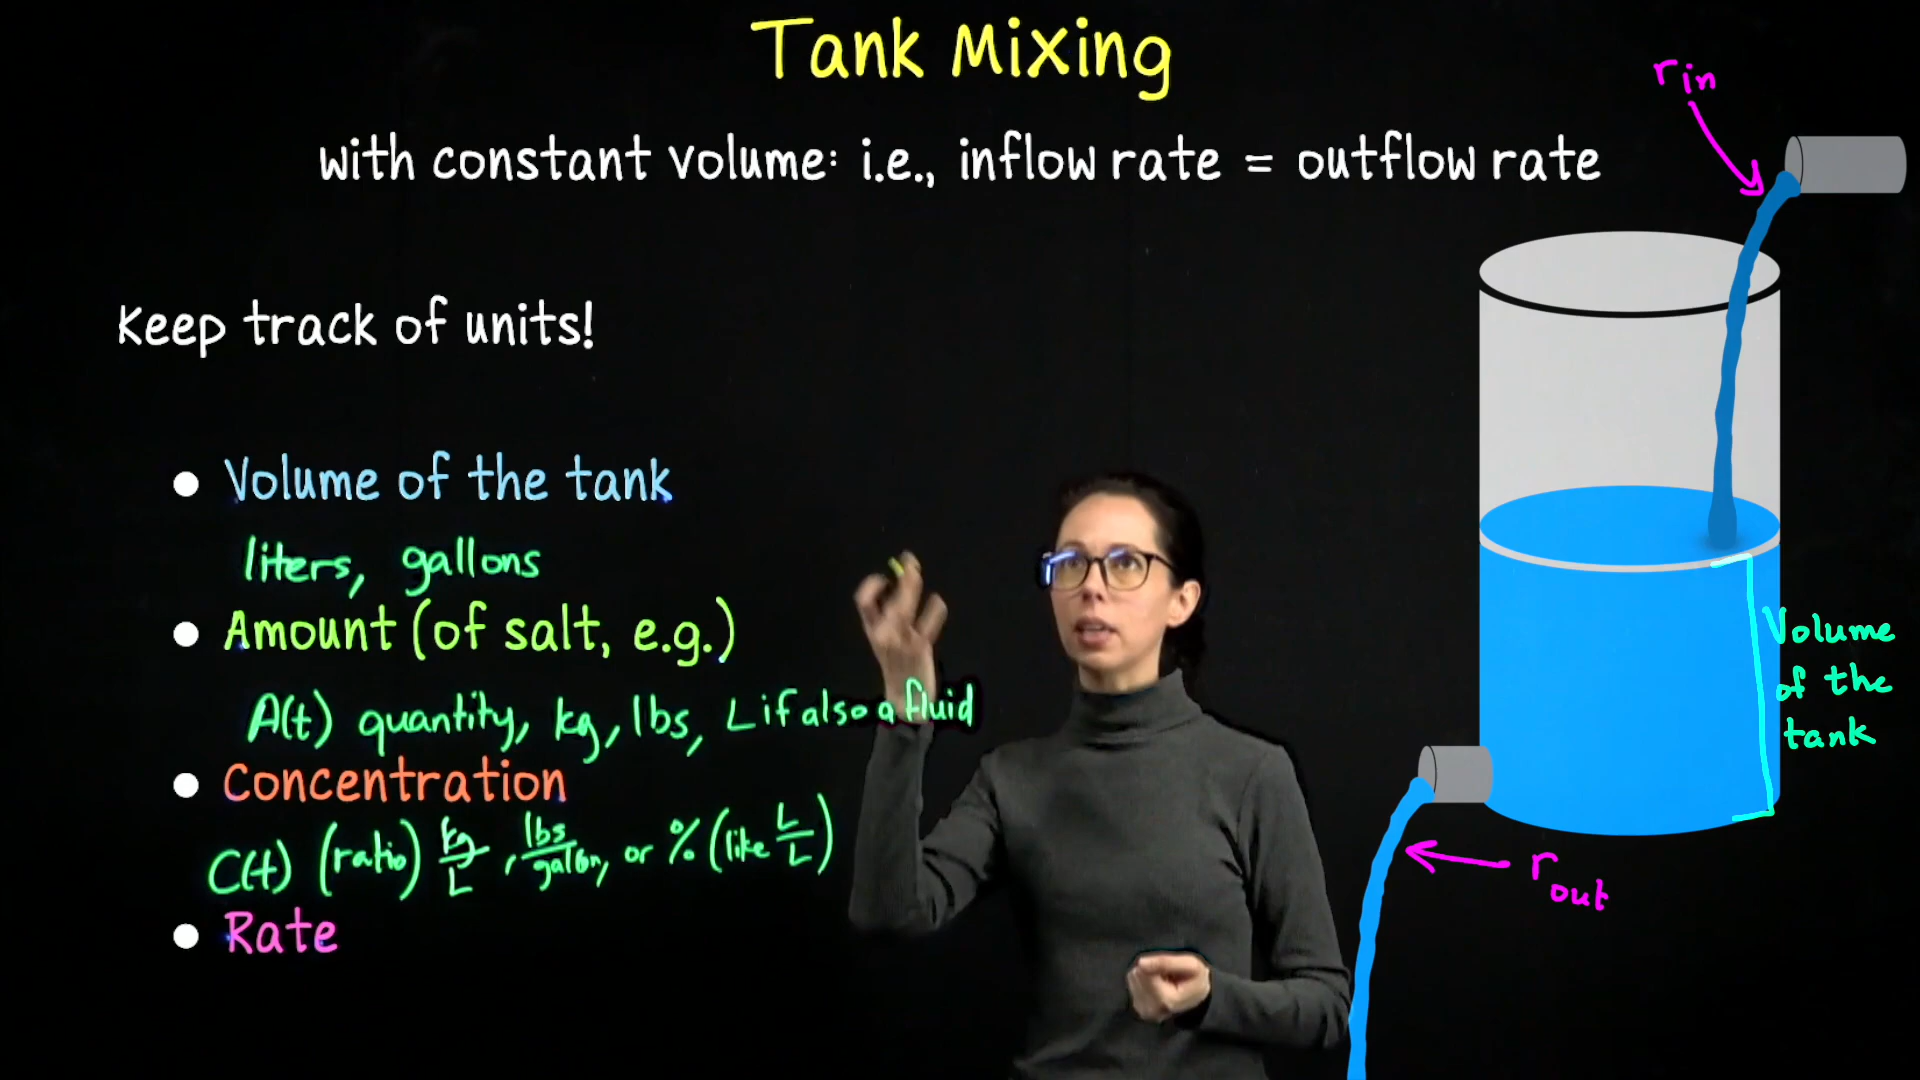 Tank Mixing
with constant volume: i.e., inflow rate = outflow rate
rin
Keep track of units!
Volume of the tank
liters, gallons
Amount (of salt, e.g.)
A(t) quantity, kg, lbs, L if also a fluid
Concentration
C(t) (ratio) kg/L, lbs/gallon, or % (like L/L)
Rate
Volume
of the
tank
rout